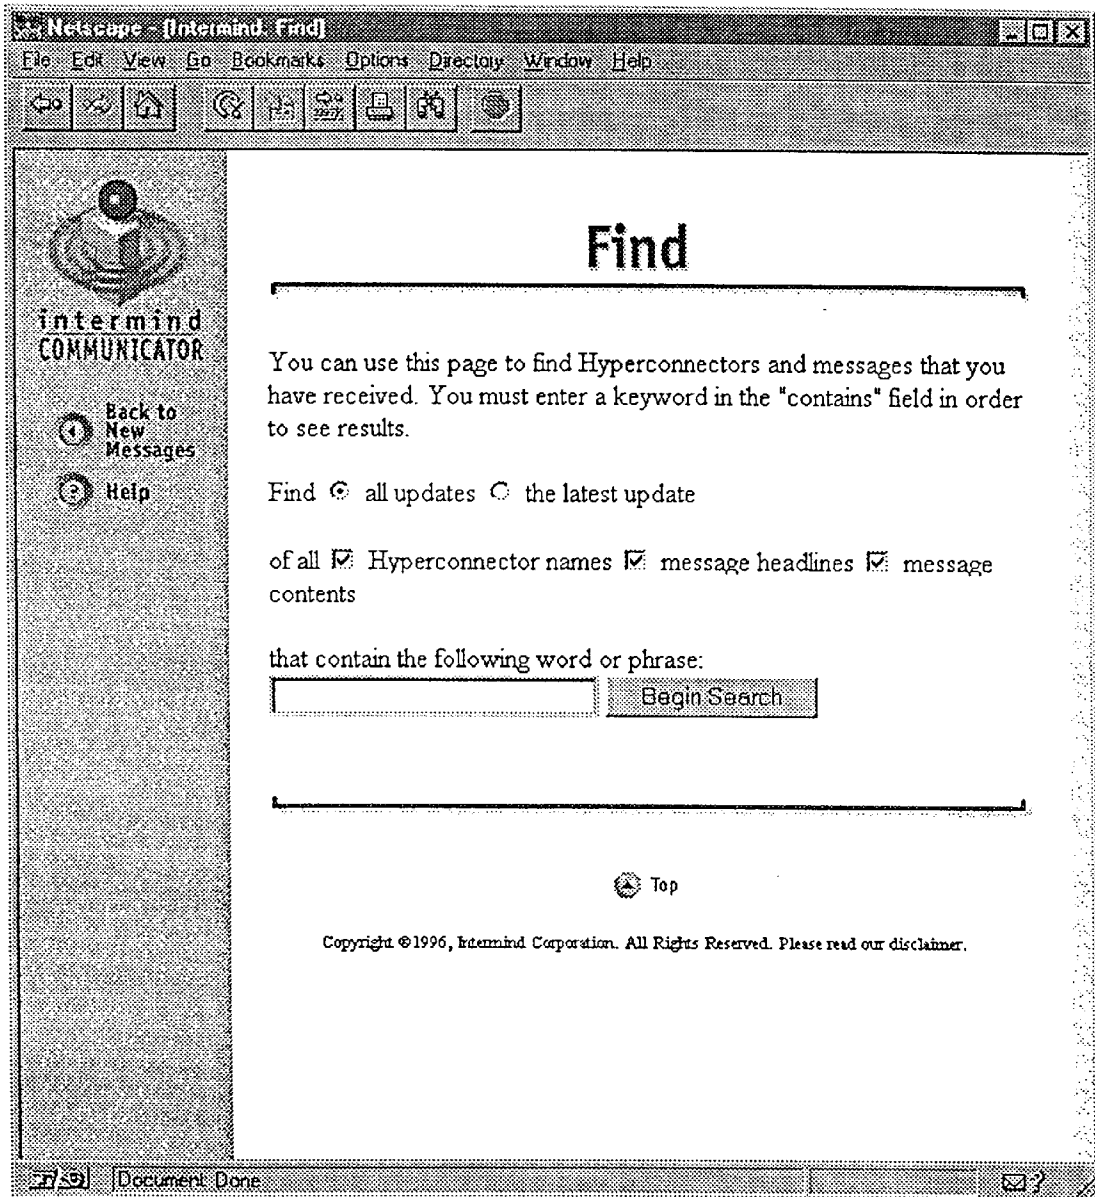 Netscape - [Intermind: Find]
File Edit View Go Bookmarks Options Directory Window Help
intermind
COMMUNICATOR
Back to
New
Messages
Help
Find
You can use this page to find Hyperconnectors and messages that you
have received. You must enter a keyword in the "contains" field in order
to see results.
Find all updates the latest update
of all Hyperconnector names message headlines message
contents
that contain the following word or phrase:
Begin Search
Top
Copyright ©1996, Intermind Corporation. All Rights Reserved. Please read our disclaimer.
Document: Done